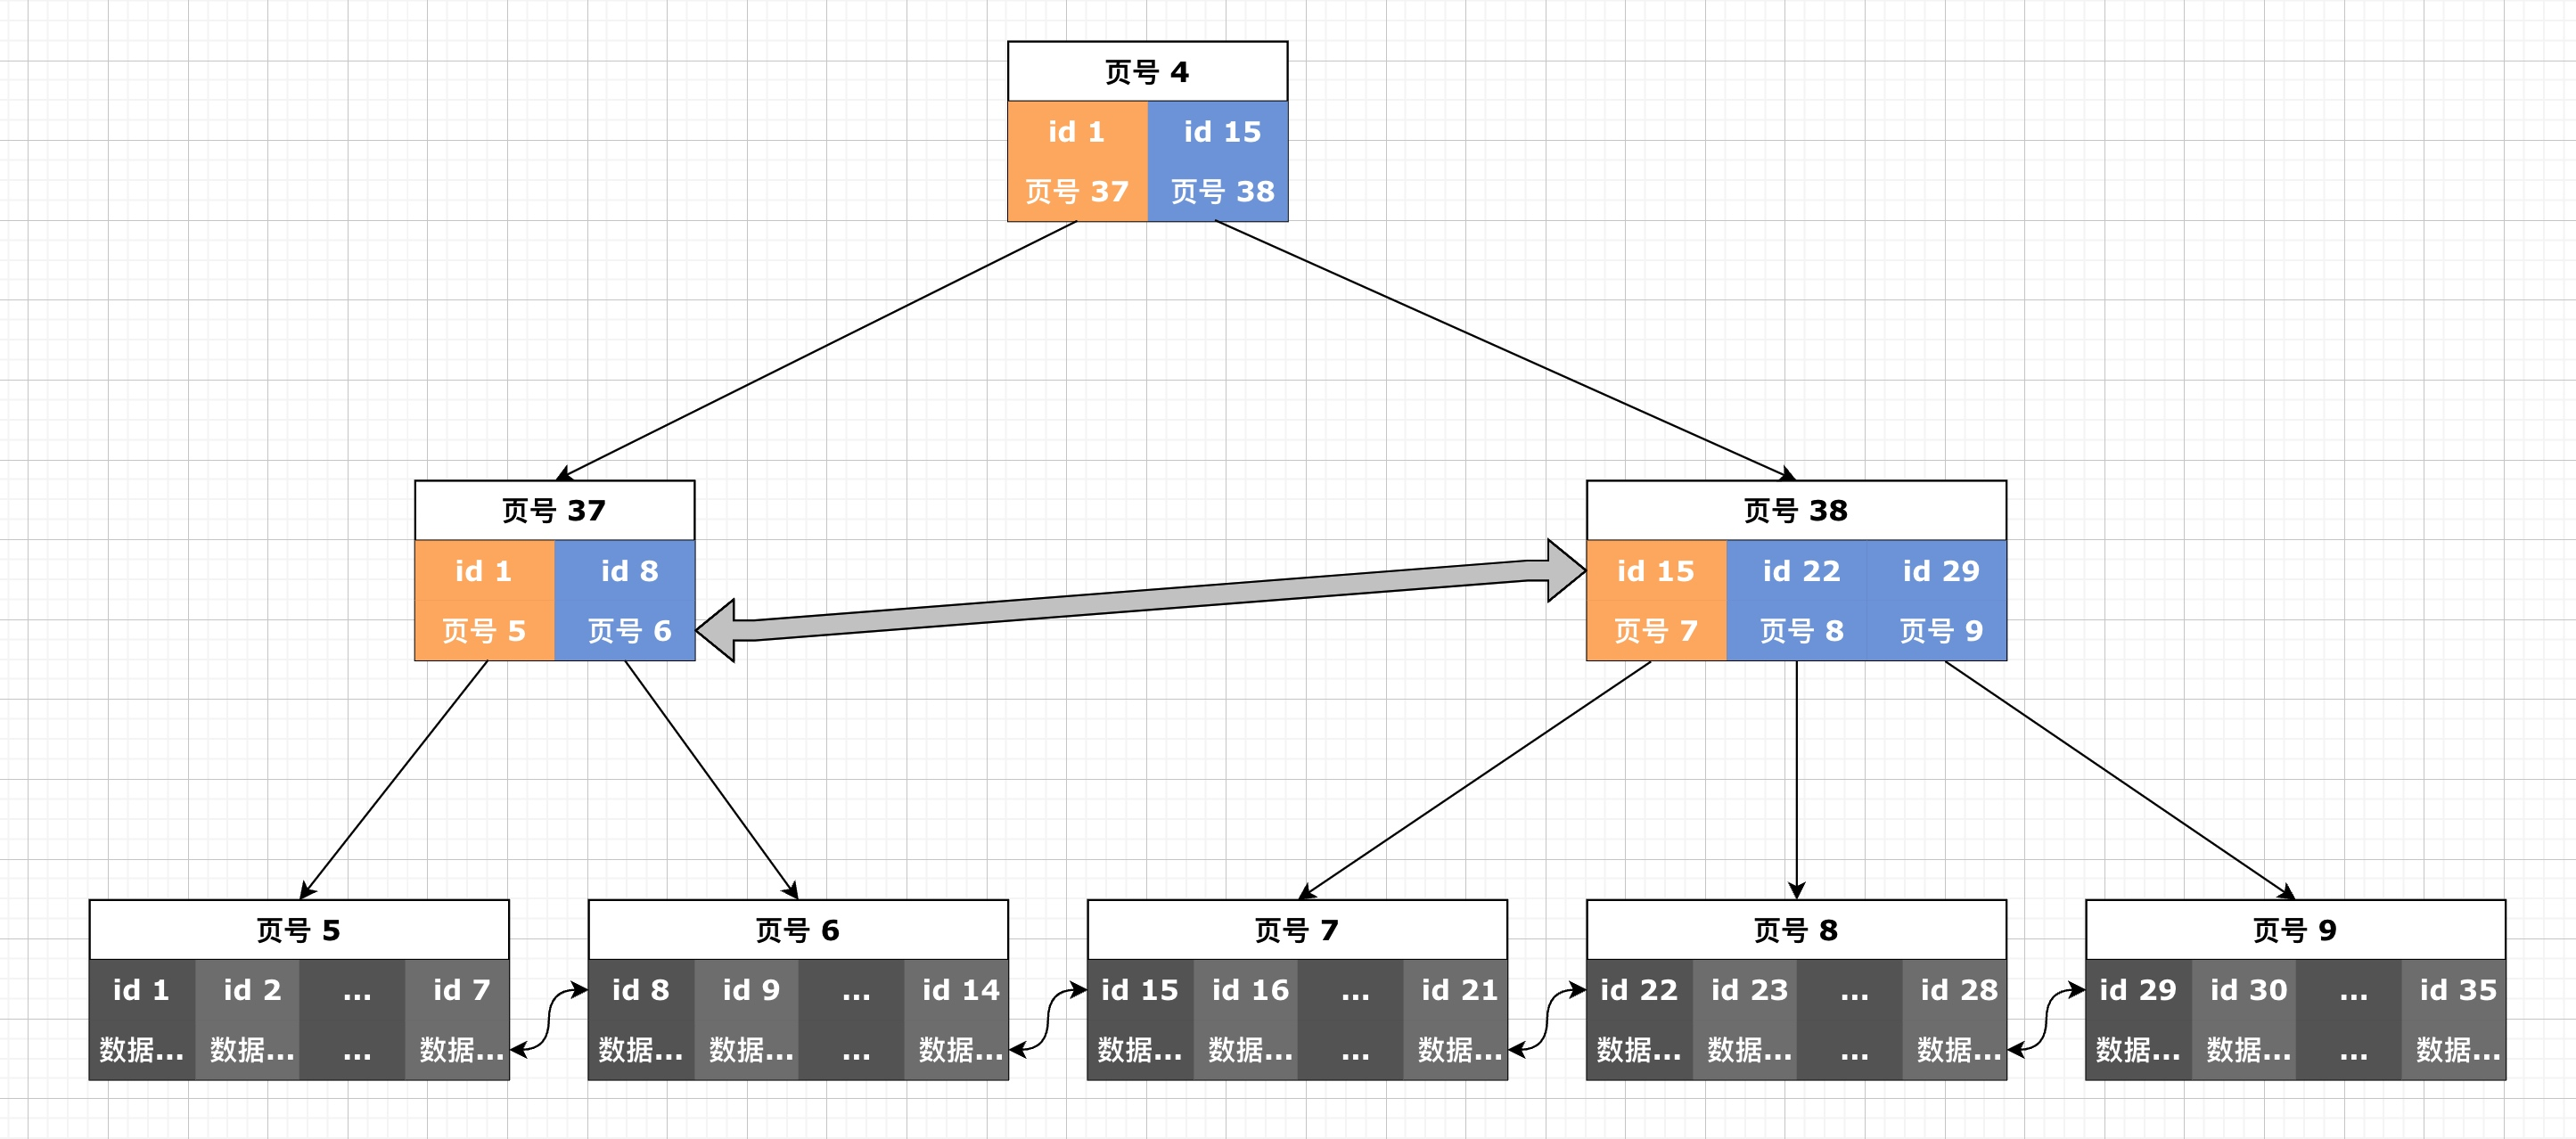 页号 4
id 1 id 15
页号 37 页号 38
页号 37
id 1 id 8
页号 5 页号 6
页号 38
id 15 id 22 id 29
页号 7 页号 8 页号 9
页号 5
id 1 id 2 ... id 7
数据... 数据... ... 数据...
页号 6
id 8 id 9 ... id 14
数据... 数据... ... 数据...
页号 7
id 15 id 16 ... id 21
数据... 数据... ... 数据...
页号 8
id 22 id 23 ... id 28
数据... 数据... ... 数据...
页号 9
id 29 id 30 ... id 35
数据... 数据... ... 数据...